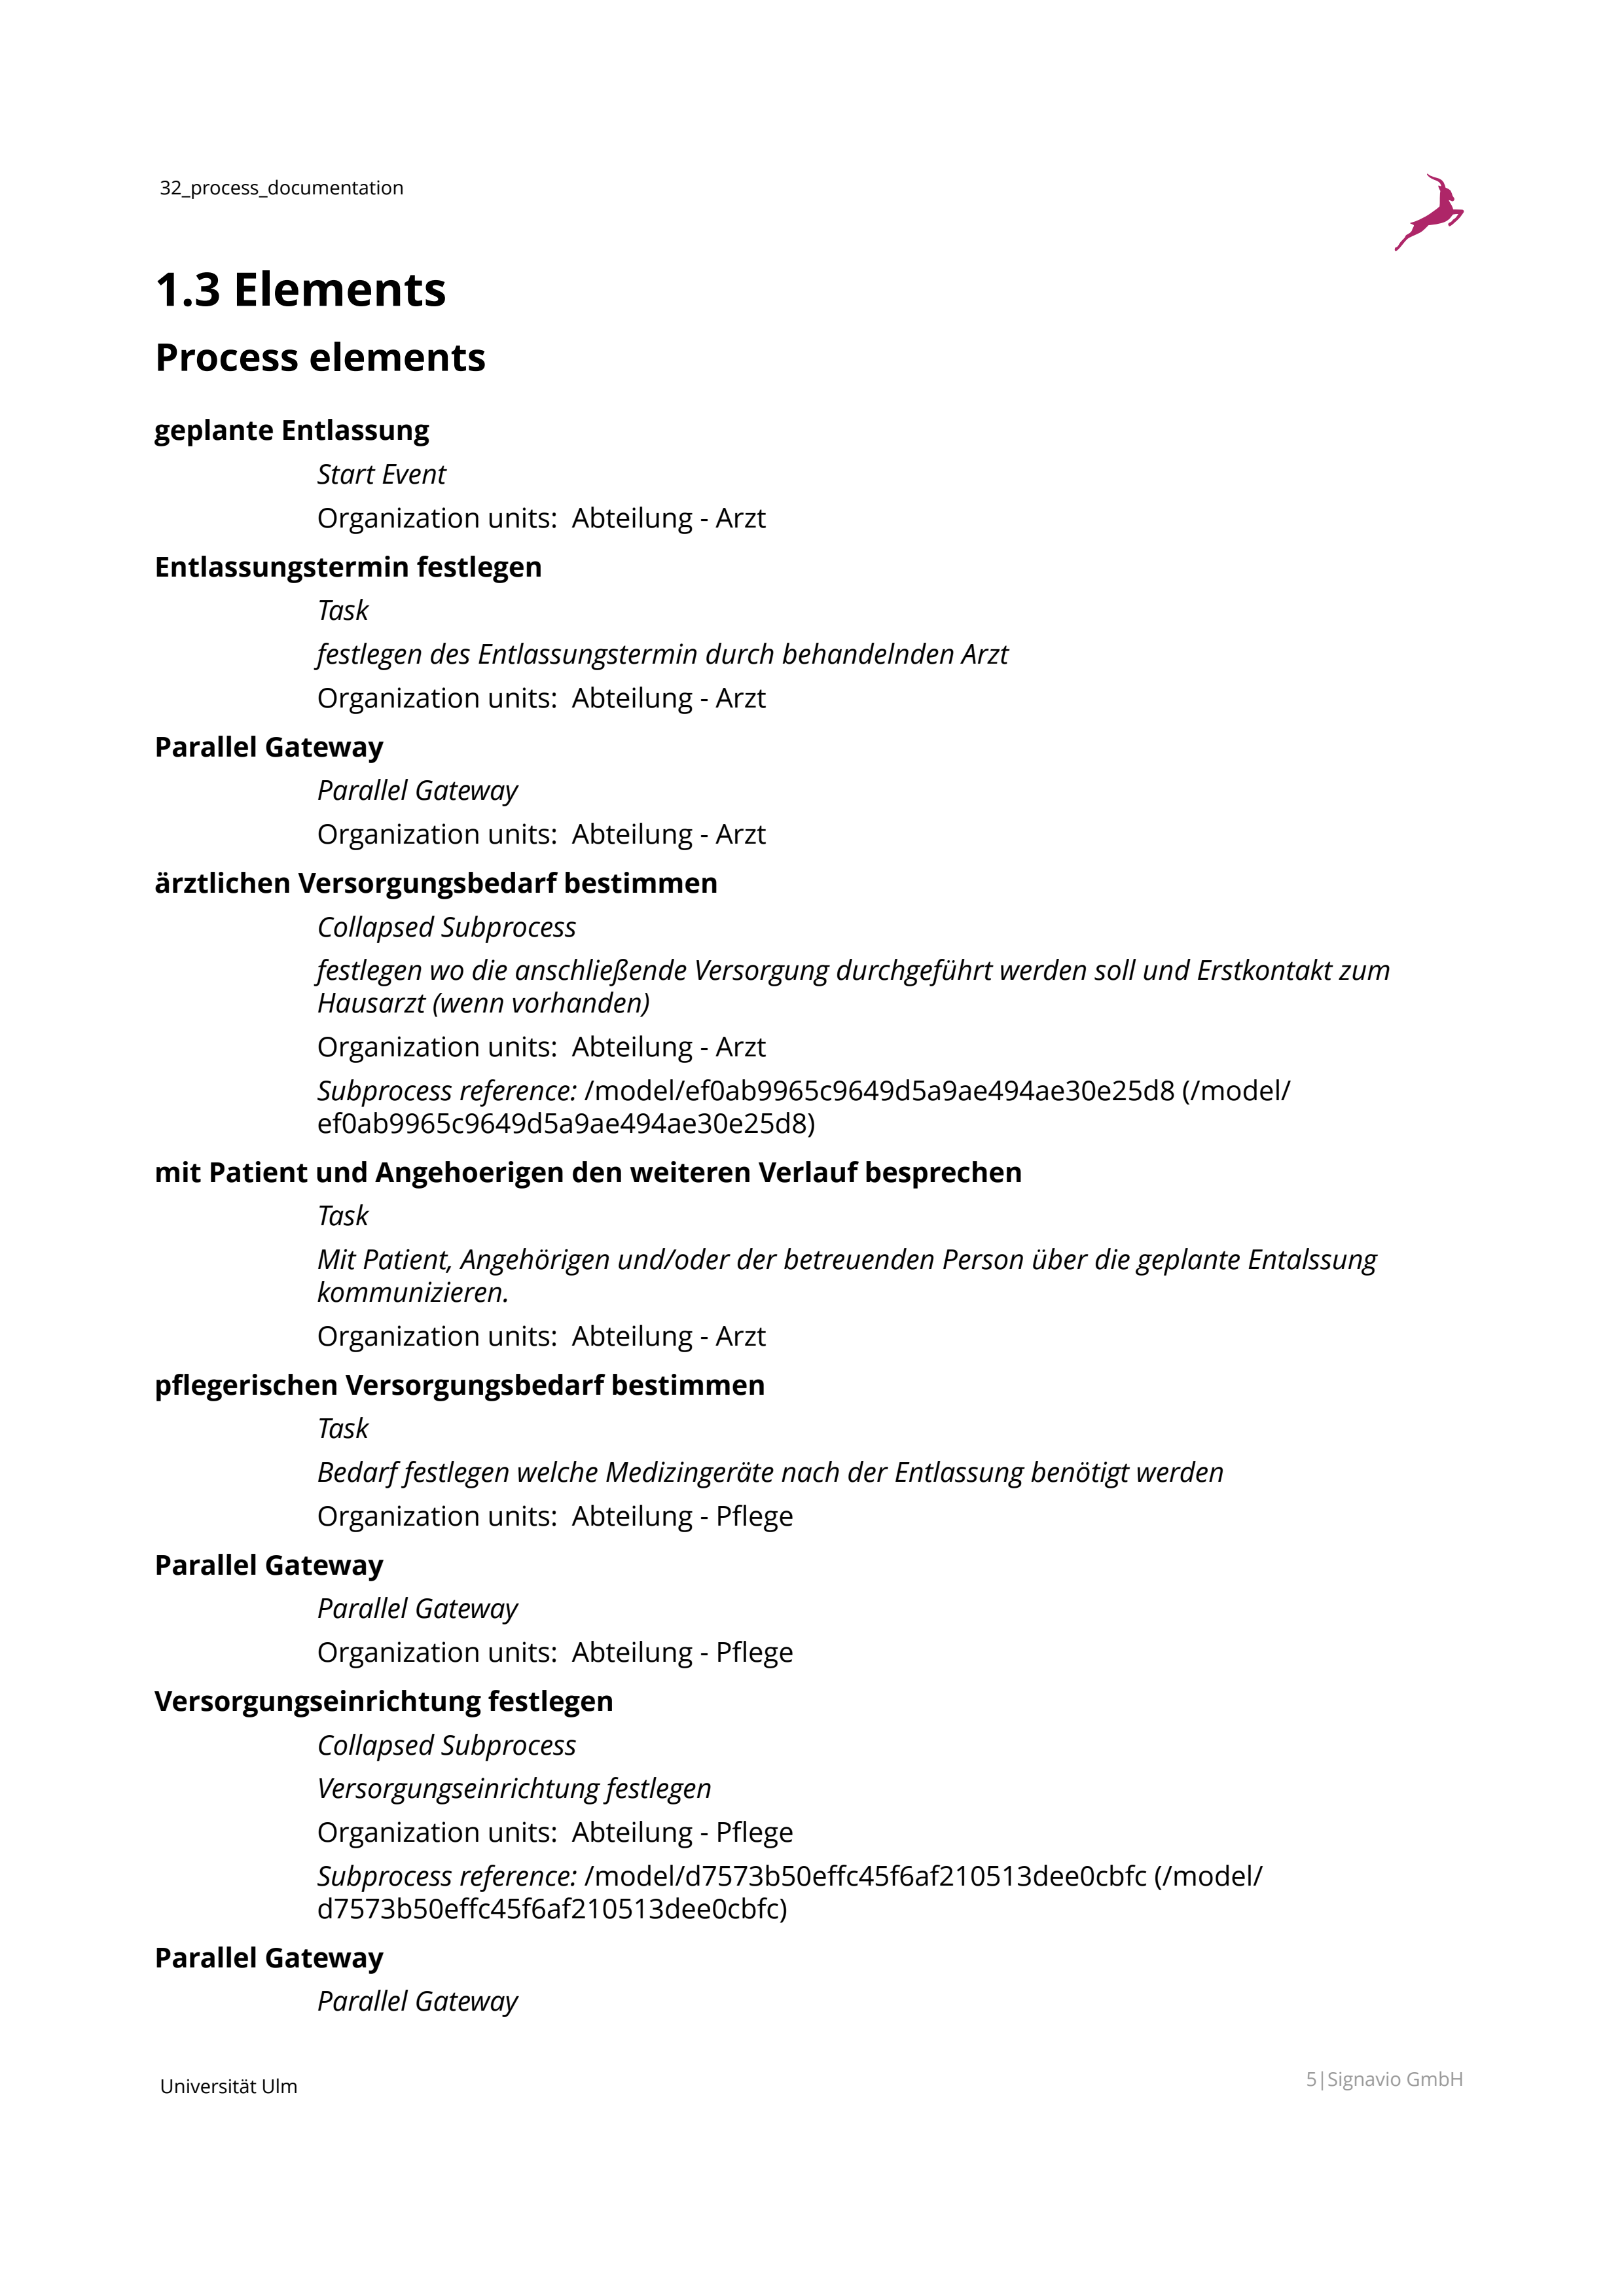 32_process_documentation
1.3 Elements
Process elements
geplante Entlassung
Start Event
Organization units:  Abteilung - Arzt
Entlassungstermin festlegen
Task
festlegen des Entlassungstermin durch behandelnden Arzt
Organization units:  Abteilung - Arzt
Parallel Gateway
Parallel Gateway
Organization units:  Abteilung - Arzt
ärztlichen Versorgungsbedarf bestimmen
Collapsed Subprocess
festlegen wo die anschließende Versorgung durchgeführt werden soll und Erstkontakt zum
Hausarzt (wenn vorhanden)
Organization units:  Abteilung - Arzt
Subprocess reference: /model/ef0ab9965c9649d5a9ae494ae30e25d8 (/model/
ef0ab9965c9649d5a9ae494ae30e25d8)
mit Patient und Angehoerigen den weiteren Verlauf besprechen
Task
Mit Patient, Angehörigen und/oder der betreuenden Person über die geplante Entalssung
kommunizieren.
Organization units:  Abteilung - Arzt
pflegerischen Versorgungsbedarf bestimmen
Task
Bedarf festlegen welche Medizingeräte nach der Entlassung benötigt werden
Organization units:  Abteilung - Pflege
Parallel Gateway
Parallel Gateway
Organization units:  Abteilung - Pflege
Versorgungseinrichtung festlegen
Collapsed Subprocess
Versorgungseinrichtung festlegen
Organization units:  Abteilung - Pflege
Subprocess reference: /model/d7573b50effc45f6af210513dee0cbfc (/model/
d7573b50effc45f6af210513dee0cbfc)
Parallel Gateway
Parallel Gateway
Universität Ulm
5|Signavio GmbH